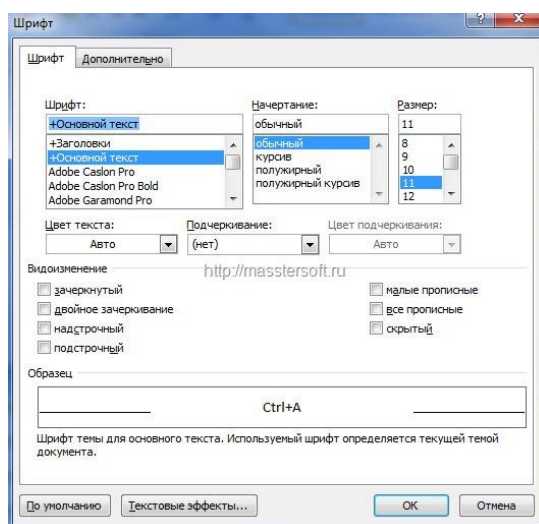 Шрифт
Шрифт Дополнительно
Шрифт: Начертание: Размер:
+Основной текст обычный 11
+Заголовки обычный 8
+Основной текст курсив 9
Adobe Caslon Pro полужирный 10
Adobe Caslon Pro Bold полужирный курсив 11
Adobe Garamond Pro 12
Цвет текста: Подчеркивание: Цвет подчеркивания:
Авто (нет) Авто
Видоизменение http://masstersoft.ru
зачеркнутый малые прописные
двойное зачеркивание все прописные
надстрочный скрытый
подстрочный
Образец
Ctrl+A
Шрифт темы для основного текста. Используемый шрифт определяется текущей темой
документа.
По умолчанию Текстовые эффекты... ОК Отмена